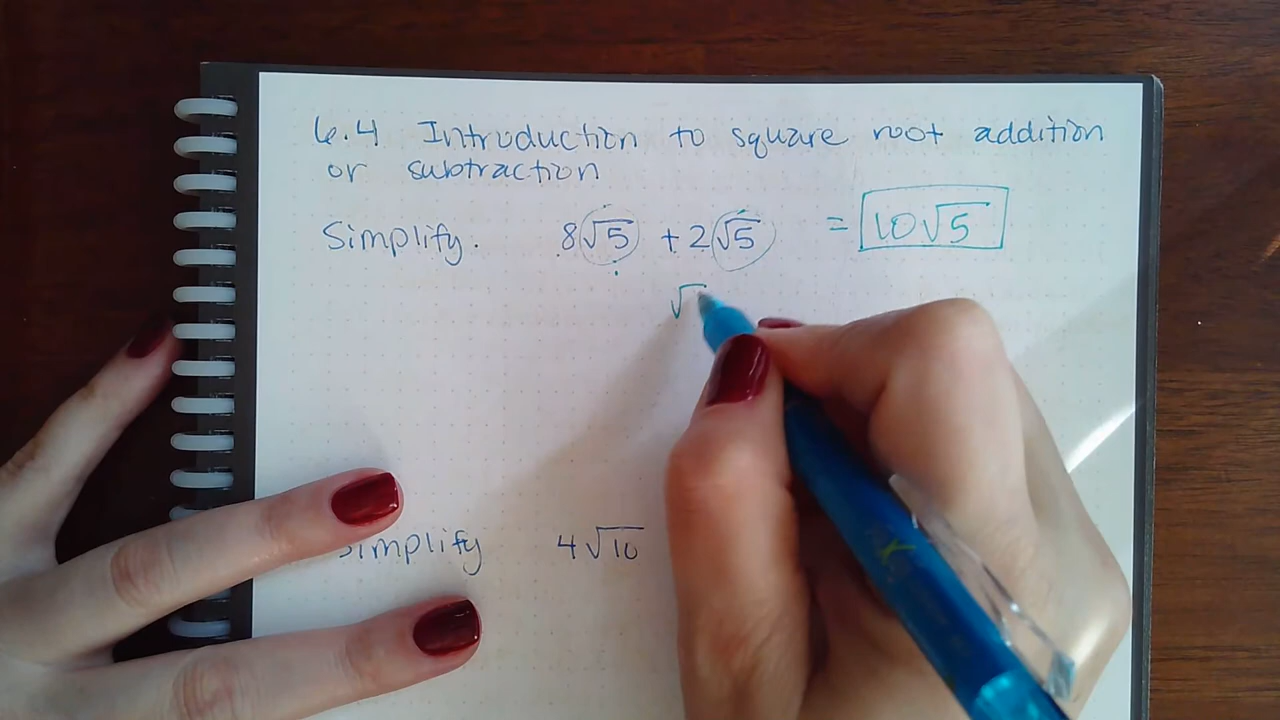 6.4 Introduction to square root addition
or subtraction
Simplify. 8√5 + 2√5 = 10√5
√
Simplify 4√10